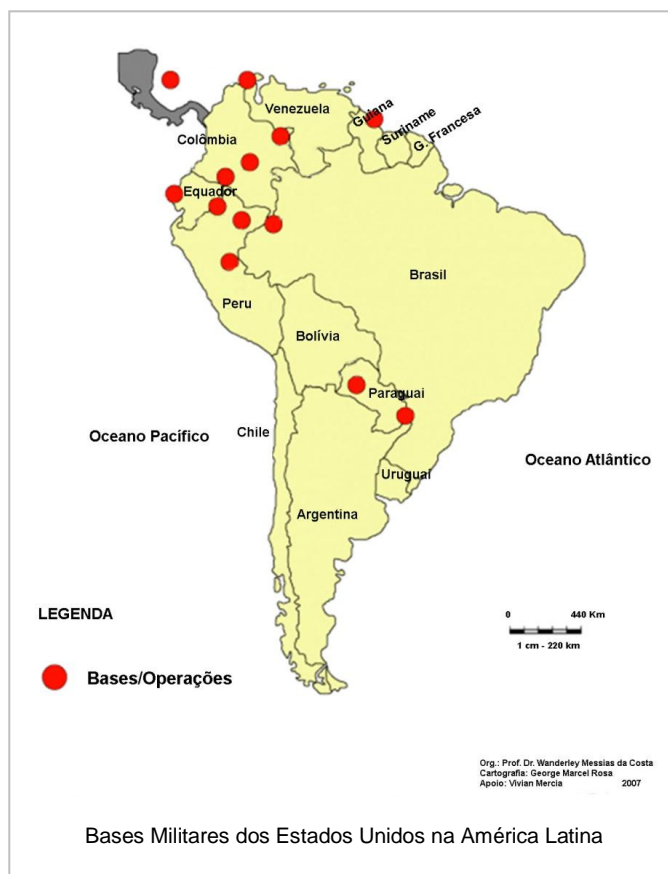 Venezuela
Guiana
Suriname
G. Francesa
Colômbia
Equador
Brasil
Peru
Bolívia
Paraguai
Chile
Oceano Pacífico
Oceano Atlântico
Uruguai
Argentina
LEGENDA
Bases/Operações
0 440 Km
1 cm - 220 km
Org.: Prof. Dr. Wanderley Messias da Costa
Cartografia: George Marcel Rosa
Apoio: Vivian Mercia 2007
Bases Militares dos Estados Unidos na América Latina